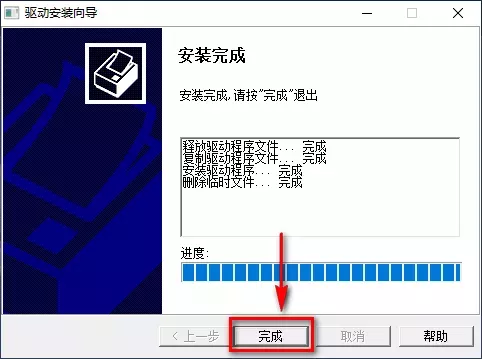 驱动安装向导
安装完成
安装完成,请按"完成"退出
释放驱动程序文件... 完成
复制驱动程序文件... 完成
安装驱动程序... 完成
删除临时文件... 完成
进度:
< 上一步
完成
取消
帮助